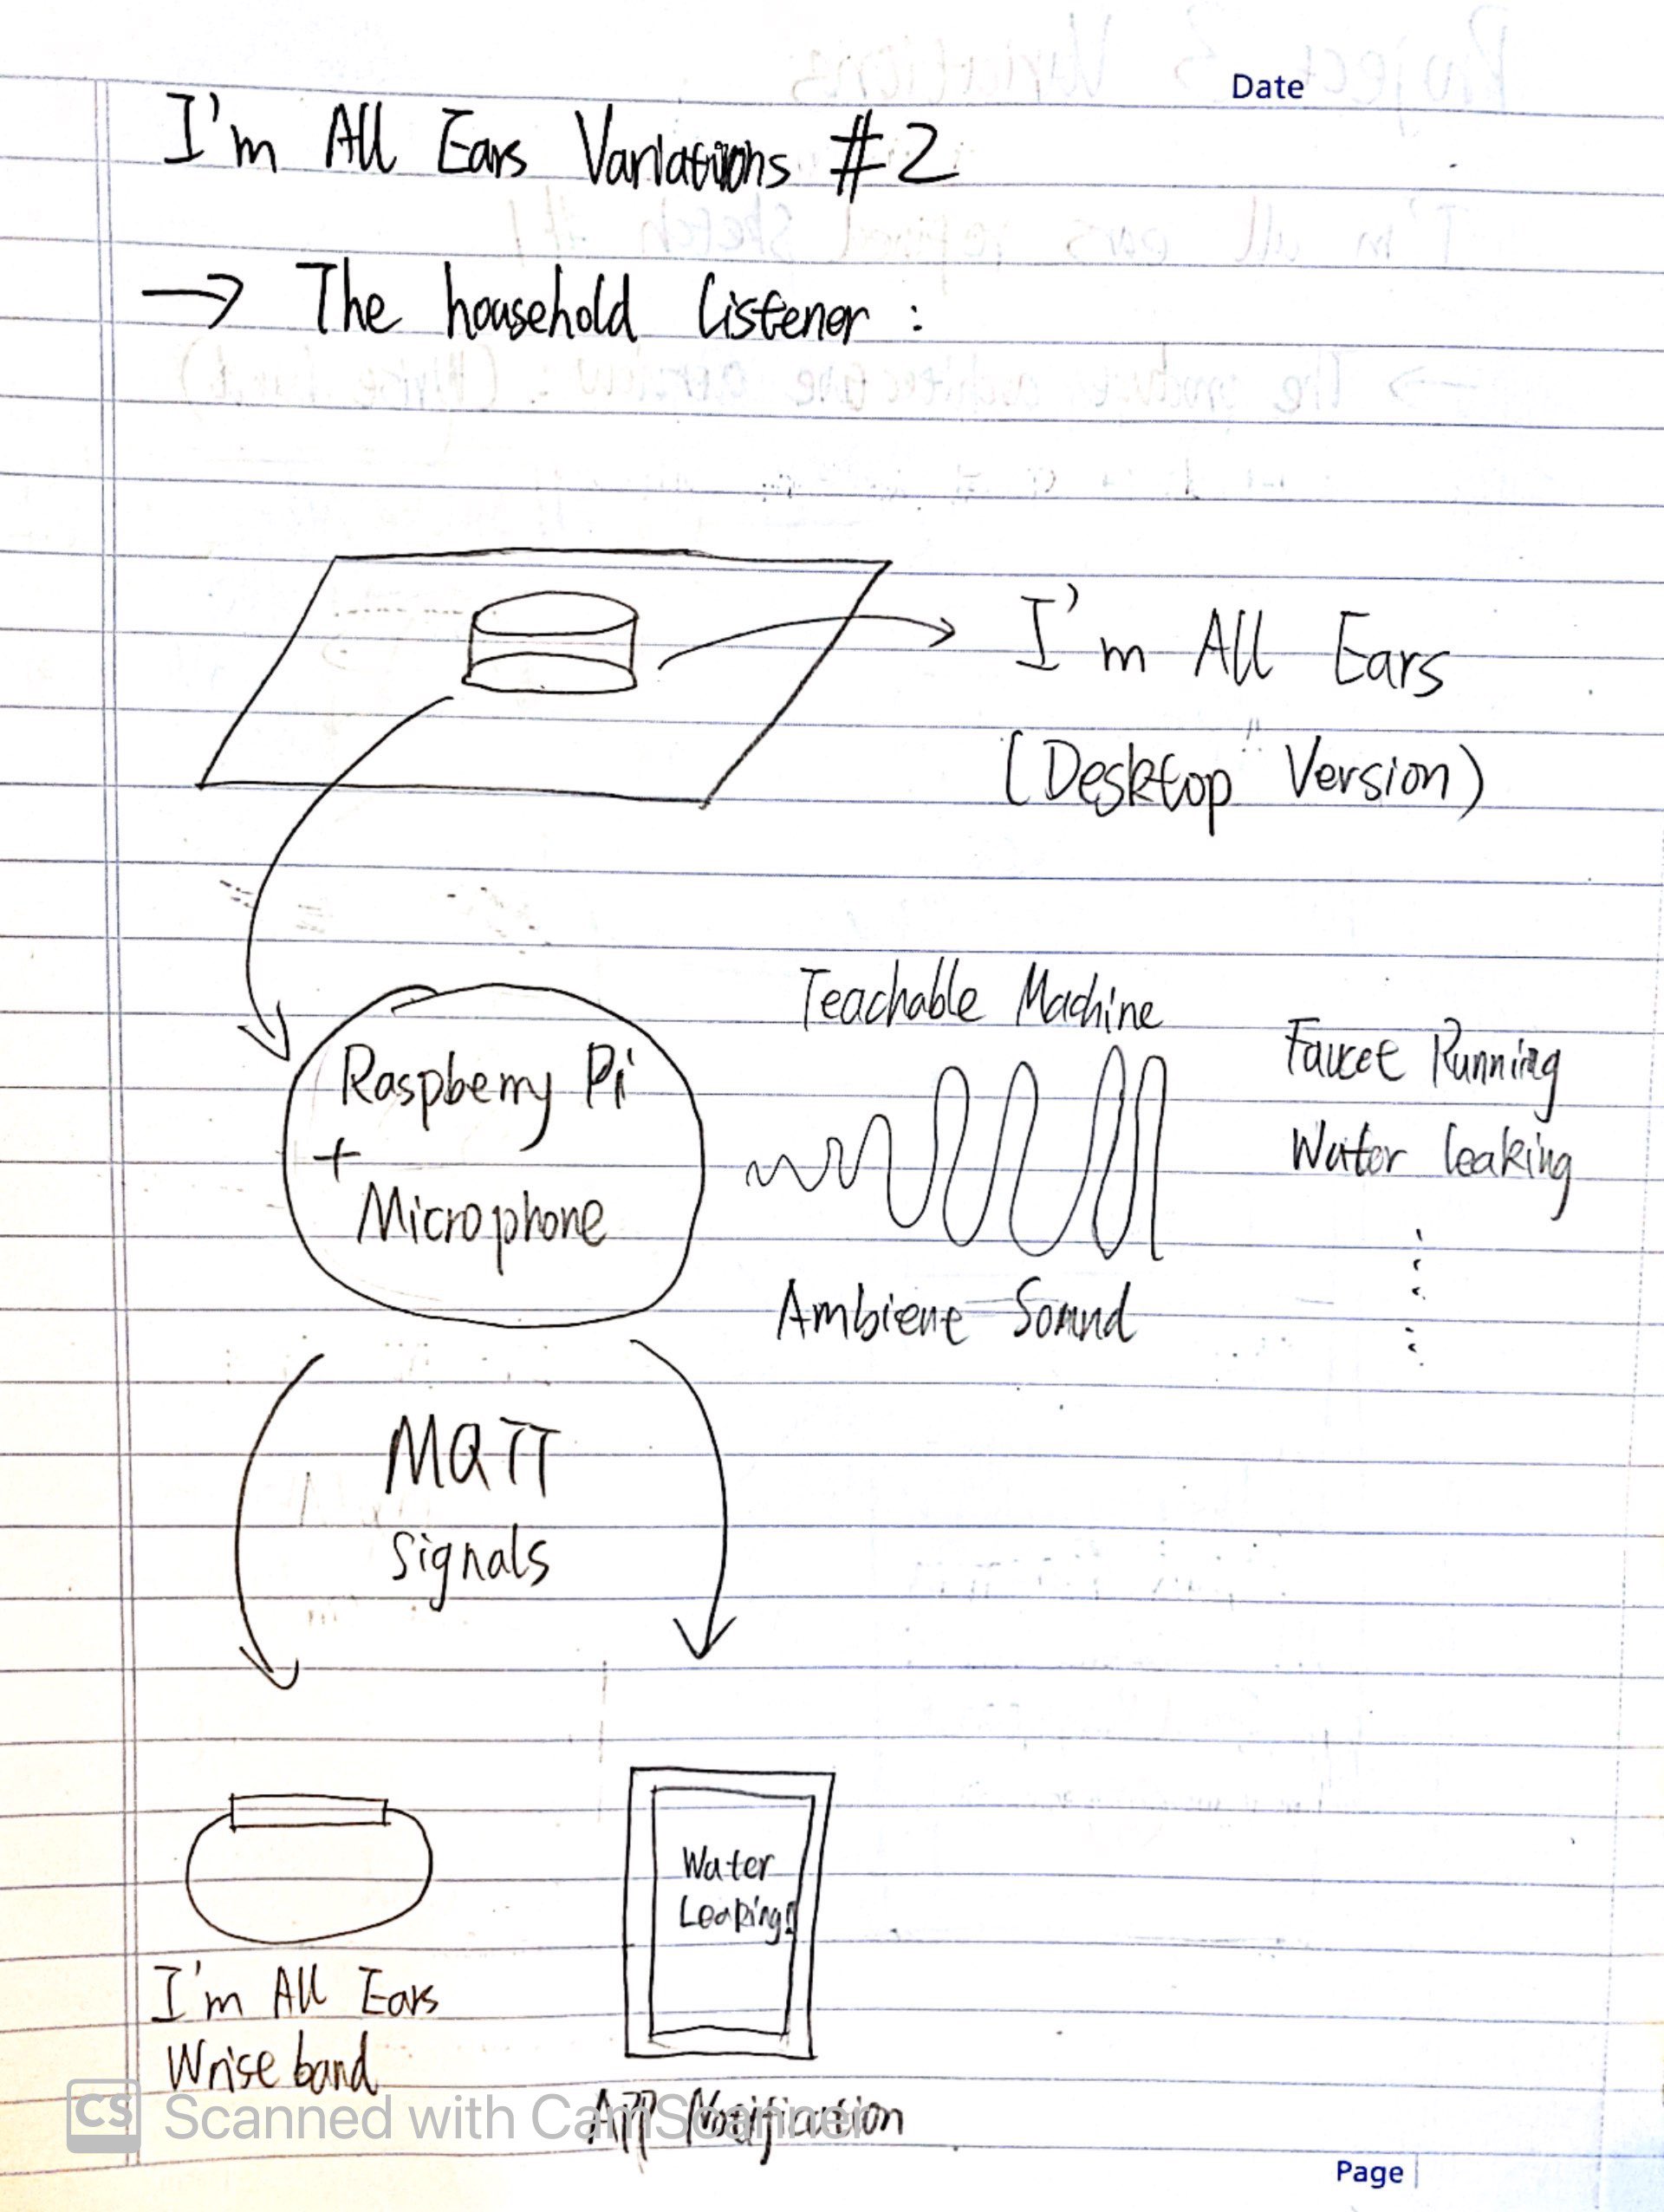 Date
I'm All Ears Variations #2
→ The household listener :
I'm All Ears
(Desktop Version)
Teachable Machine
Faucet Running
Water leaking
Raspberry Pi
+
Microphone
Ambient Sound
MQTT
signals
Water
Leaking!
I'm All Ears
Wrist band
App Notification
CS Scanned with CamScanner
Page